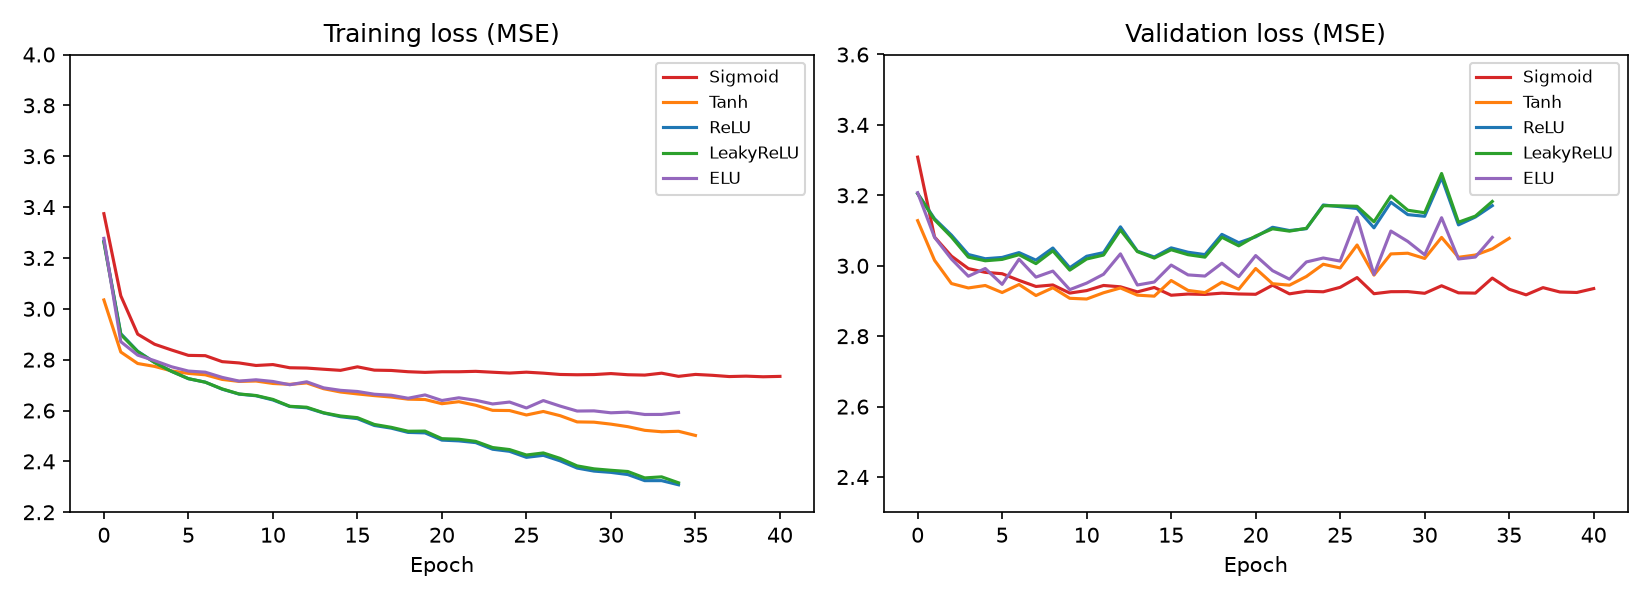 Training loss (MSE)
4.0
3.8
3.6
3.4
3.2
3.0
2.8
2.6
2.4
2.2
Sigmoid
Tanh
ReLU
LeakyReLU
ELU
0 5 10 15 20 25 30 35 40
Epoch
Validation loss (MSE)
3.6
3.4
3.2
3.0
2.8
2.6
2.4
Sigmoid
Tanh
ReLU
LeakyReLU
ELU
0 5 10 15 20 25 30 35 40
Epoch